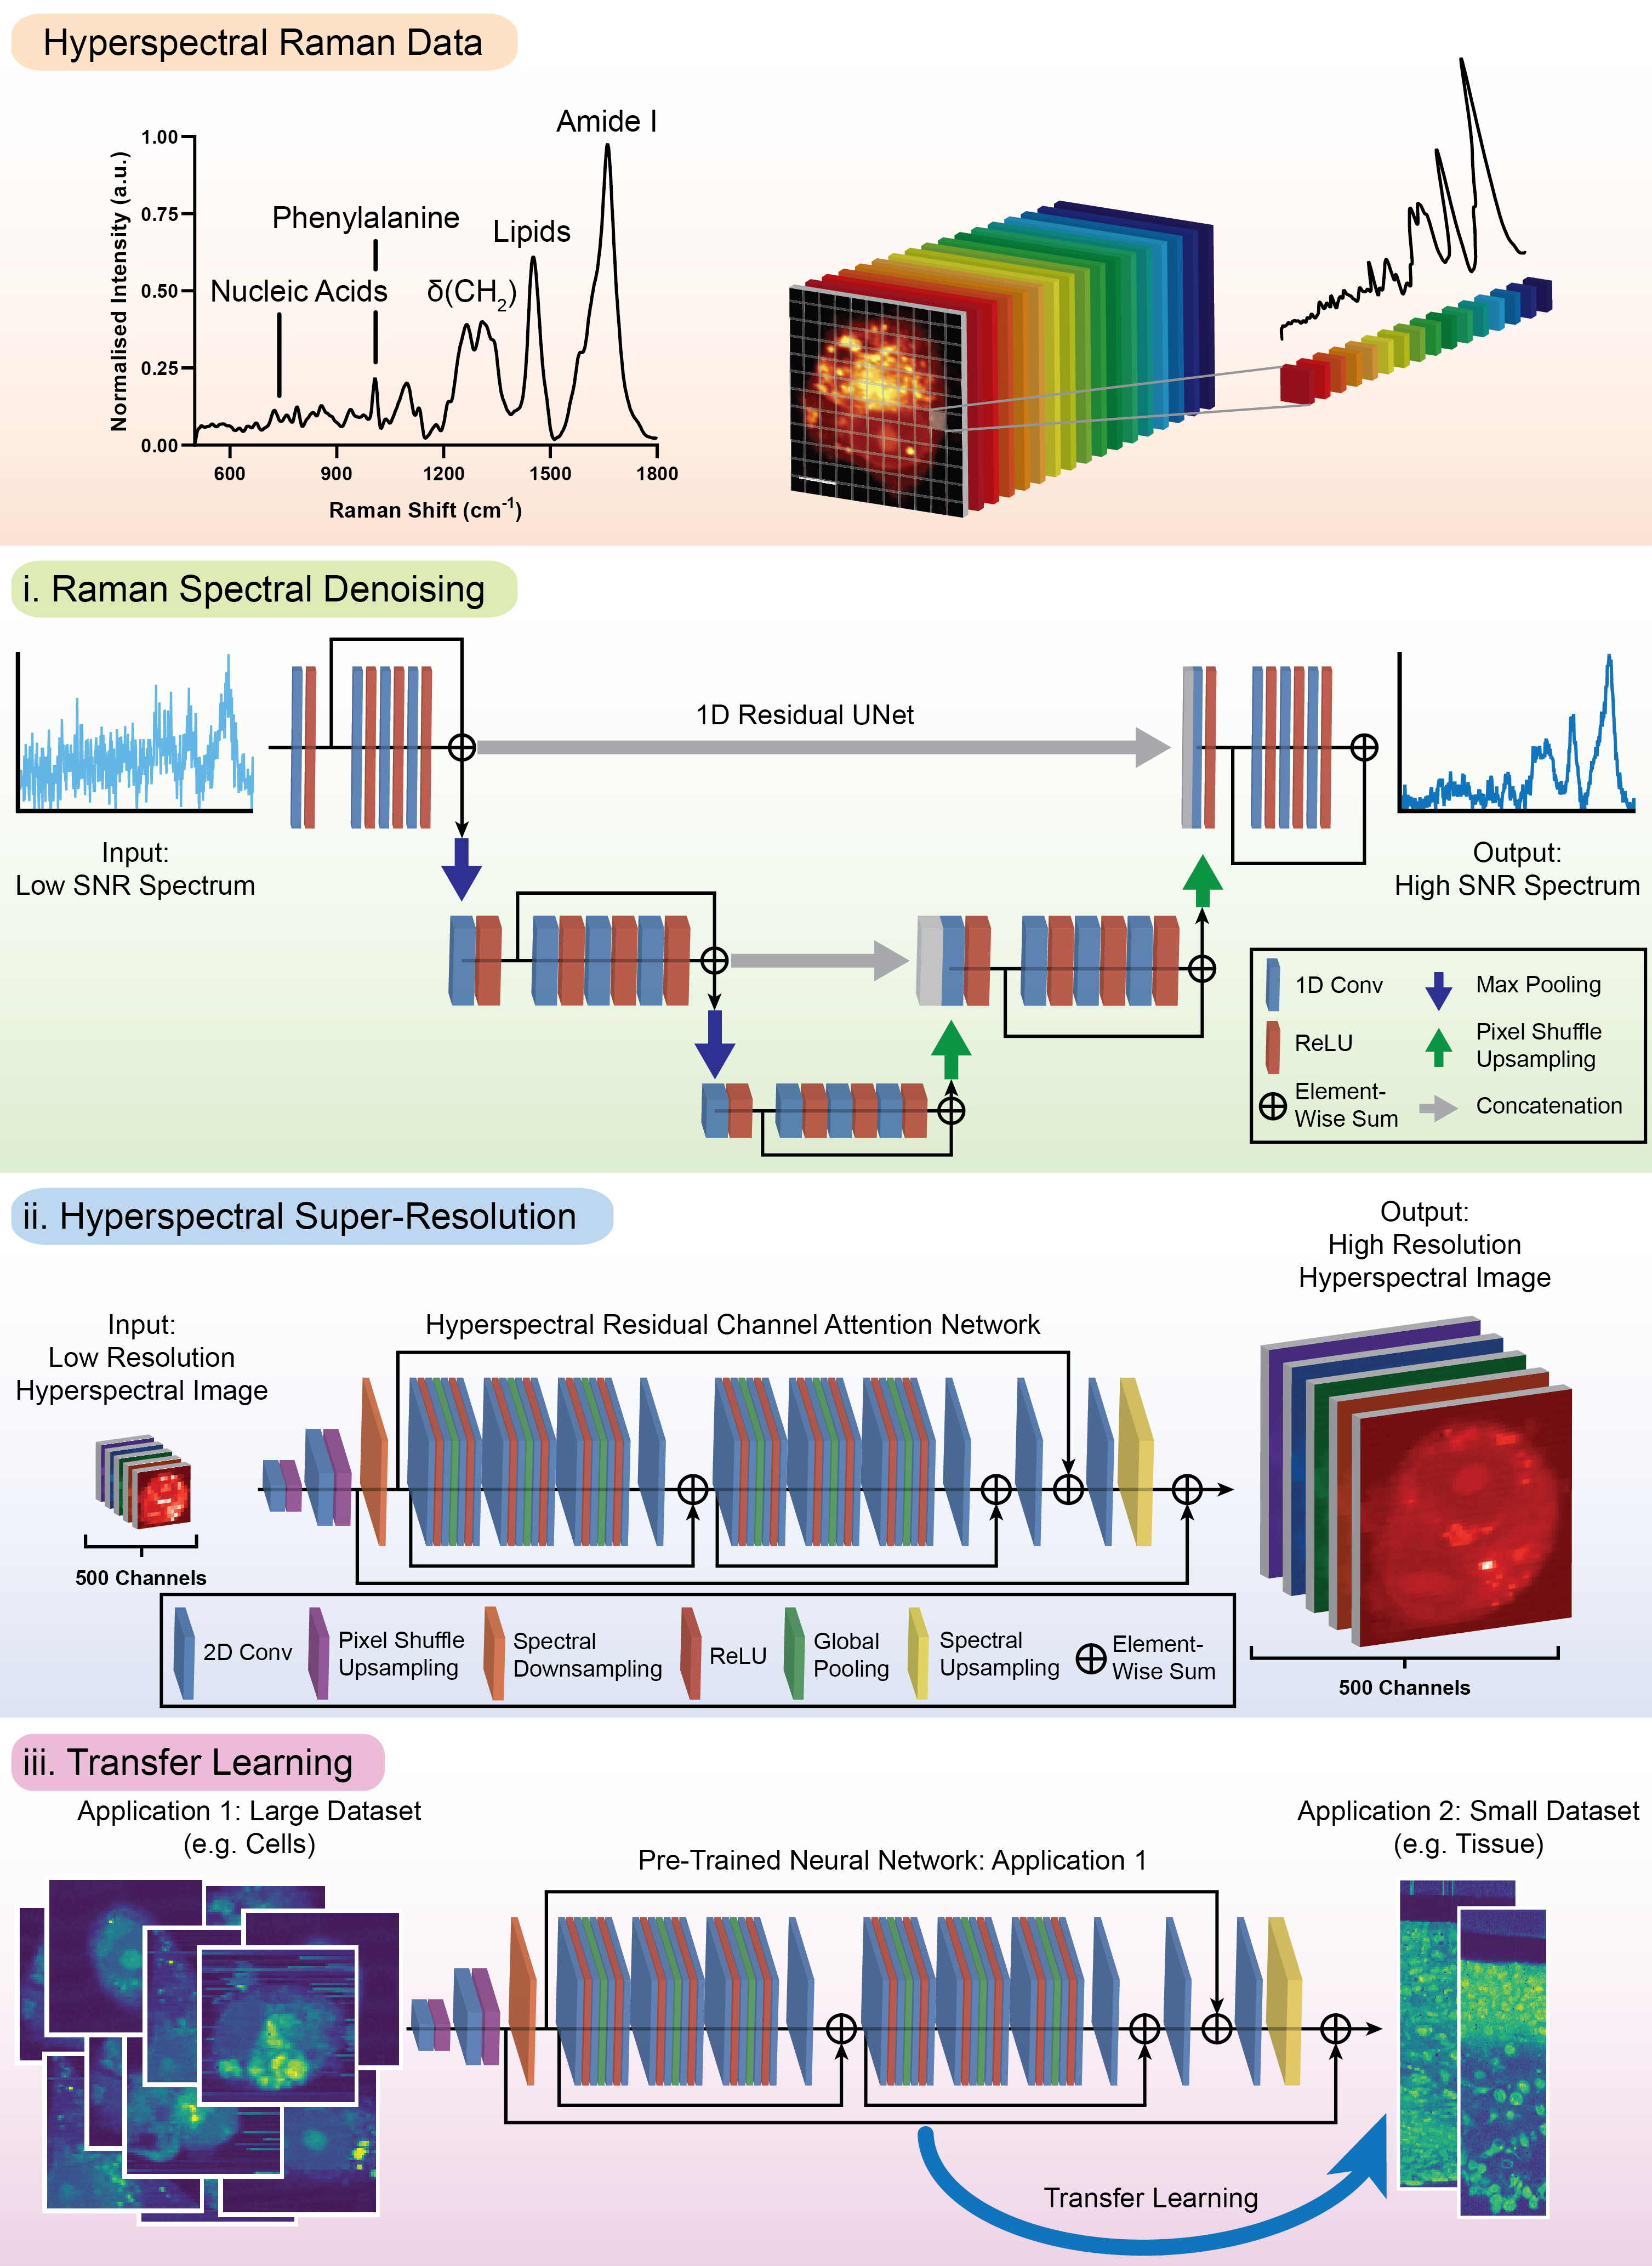 Hyperspectral Raman Data
Amide I
Phenylalanine
Lipids
Nucleic Acids
δ(CH2)
Normalised Intensity (a.u.)
1.00
0.75
0.50
0.25
0.00
600 900 1200 1500 1800
Raman Shift (cm-1)
i. Raman Spectral Denoising
1D Residual UNet
Input:
Low SNR Spectrum
Output:
High SNR Spectrum
1D Conv
Max Pooling
ReLU
Pixel Shuffle
Upsampling
Element-
Wise Sum
Concatenation
ii. Hyperspectral Super-Resolution
Output:
High Resolution
Hyperspectral Image
Input:
Low Resolution
Hyperspectral Image
Hyperspectral Residual Channel Attention Network
500 Channels
2D Conv
Pixel Shuffle
Upsampling
Spectral
Downsampling
ReLU
Global
Pooling
Spectral
Upsampling
Element-
Wise Sum
500 Channels
iii. Transfer Learning
Application 1: Large Dataset
(e.g. Cells)
Pre-Trained Neural Network: Application 1
Application 2: Small Dataset
(e.g. Tissue)
Transfer Learning